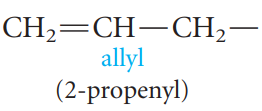 CH₂=CH—CH₂—
allyl
(2-propenyl)